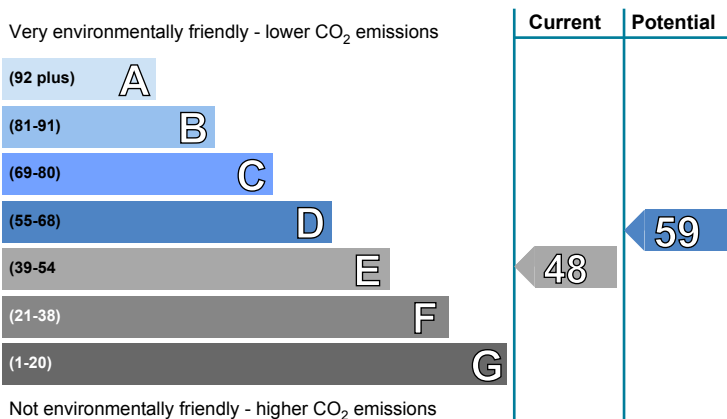 Very environmentally friendly - lower CO2 emissions
Current Potential
(92 plus) A
(81-91) B
(69-80) C
(55-68) D
59
(39-54 E
48
(21-38) F
(1-20) G
Not environmentally friendly - higher CO2 emissions